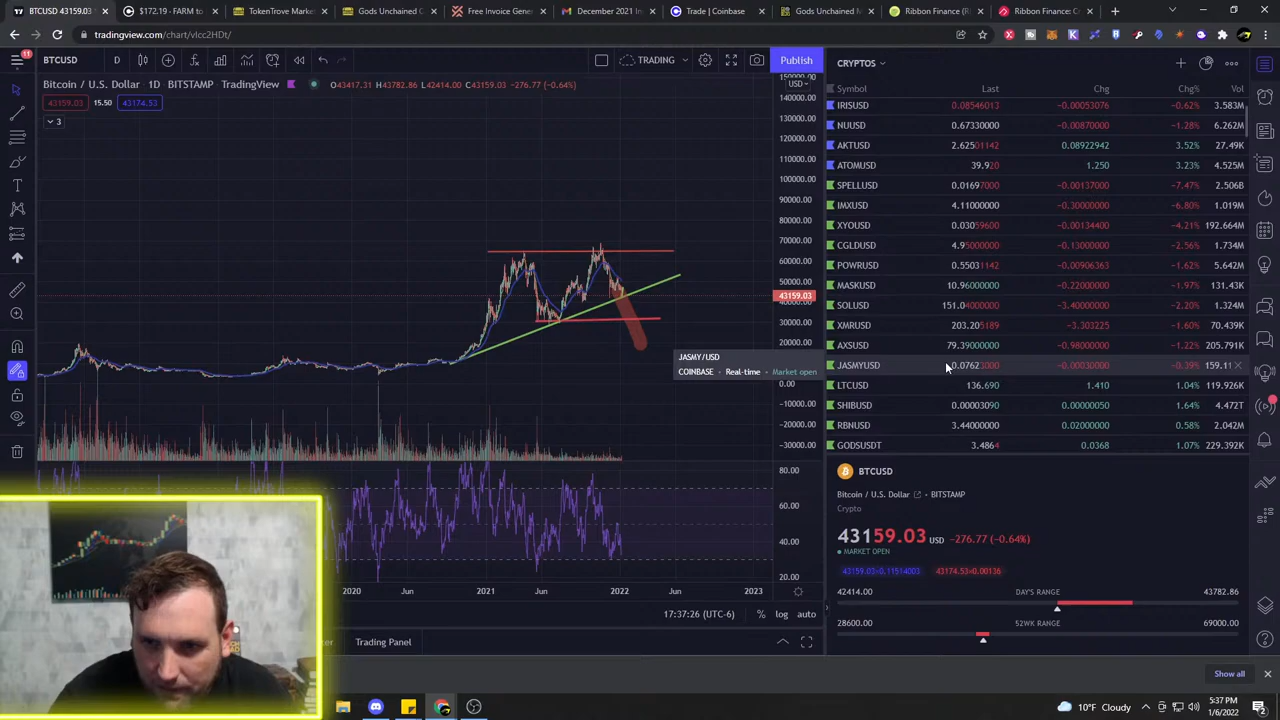 BTCUSD 43159.03
$172.19 - FARM to
TokenTrove Marketp
Gods Unchained C
Free Invoice Gener
December 2021 In
Trade | Coinbase
Gods Unchained | M
Ribbon Finance (R
Ribbon Finance Co
tradingview.com/chart/vlcc2HDt/
11
BTCUSD
D
TRADING
Publish
CRYPTOS
Bitcoin / U.S. Dollar
1D
BITSTAMP
TradingView
O43417.31 H43782.86 L42414.00 C43159.03 −276.77 (−0.64%)
43159.03 15.50 43174.53
3
USD
150000.00
140000.00
130000.00
120000.00
110000.00
100000.00
90000.00
80000.00
70000.00
60000.00
50000.00
43159.03
40000.00
30000.00
20000.00
0.00
−10000.00
−20000.00
−30000.00
80.00
60.00
40.00
20.00
JASMY/USD
COINBASE • Real-time • Market open
2020 Jun 2021 Jun 2022 Jun 2023
17:37:26 (UTC-6) % log auto
Trading Panel
Symbol Last Chg Chg% Vol
IRISUSD 0.08546013 −0.00053076 −0.62% 3.583M
NUUSD 0.67330000 −0.00870000 −1.28% 6.262M
AKTUSD 2.62501142 0.08922942 3.52% 27.49K
ATOMUSD 39.920 1.250 3.23% 4.525M
SPELLUSD 0.01697000 −0.00137000 −7.47% 2.506B
IMXUSD 4.11000000 −0.30000000 −6.80% 1.019M
XYOUSD 0.03059600 −0.00134400 −4.21% 192.664M
CGLDUSD 4.95000000 −0.13000000 −2.56% 1.734M
POWRUSD 0.55031142 −0.00906363 −1.62% 5.642M
MASKUSD 10.96000000 −0.22000000 −1.97% 131.43K
SOLUSD 151.04000000 −3.40000000 −2.20% 1.324M
XMRUSD 203.205189 −3.303225 −1.60% 70.439K
AXSUSD 79.39000000 −0.98000000 −1.22% 205.791K
JASMYUSD 0.07623000 −0.00030000 −0.39% 159.11
LTCUSD 136.690 1.410 1.04% 119.926K
SHIBUSD 0.00003090 0.00000050 1.64% 4.472T
RBNUSD 3.44000000 0.02000000 0.58% 2.042M
GODSUSDT 3.4864 0.0368 1.07% 229.392K
BTCUSD
Bitcoin / U.S. Dollar • BITSTAMP
Crypto
43159.03 USD −276.77 (−0.64%)
MARKET OPEN
43159.03×0.11514003 43174.53×0.00136
42414.00 DAY'S RANGE 43782.86
28600.00 52WK RANGE 69000.00
Show all
10°F Cloudy
5:37 PM
1/6/2022
2